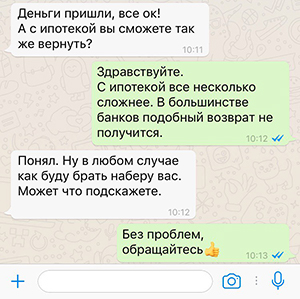 Деньги пришли, все ок!
А с ипотекой вы сможете так
же вернуть?
10:11
Здравствуйте.
С ипотекой все несколько
сложнее. В большинстве
банков подобный возврат не
получится.
10:12
Понял. Ну в любом случае
как буду брать наберу вас.
Может что подскажете.
10:12
Без проблем,
обращайтесь👍
10:13